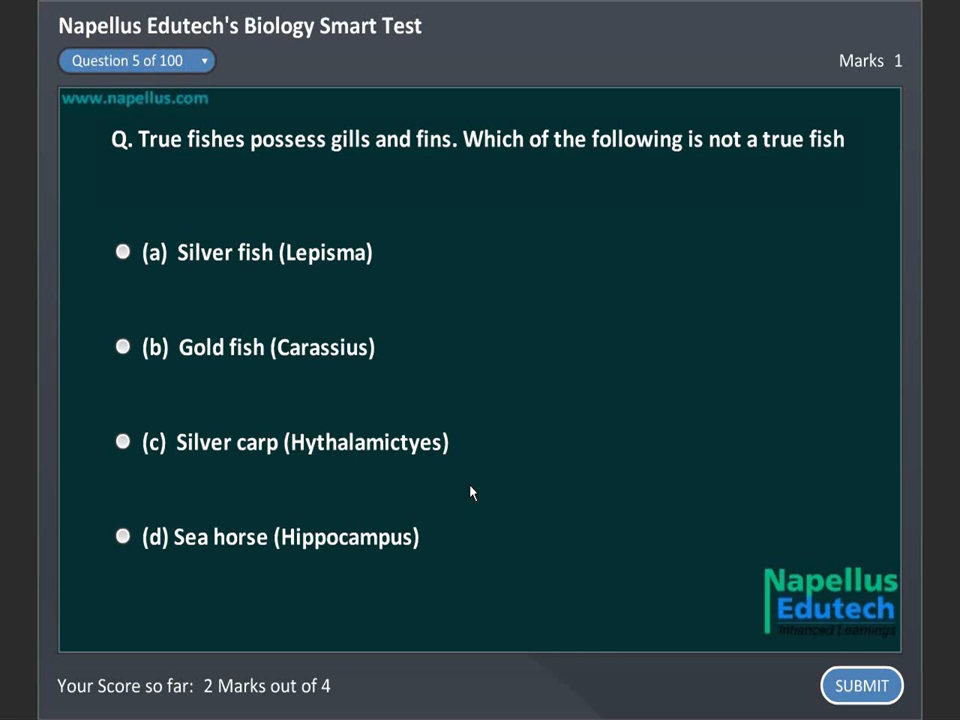 Napellus Edutech's Biology Smart Test
Question 5 of 100
Marks 1
www.napellus.com
Q. True fishes possess gills and fins. Which of the following is not a true fish
(a) Silver fish (Lepisma)
(b) Gold fish (Carassius)
(c) Silver carp (Hythalamictyes)
(d) Sea horse (Hippocampus)
Napellus
Edutech
Enhanced Learnings
Your Score so far: 2 Marks out of 4
SUBMIT